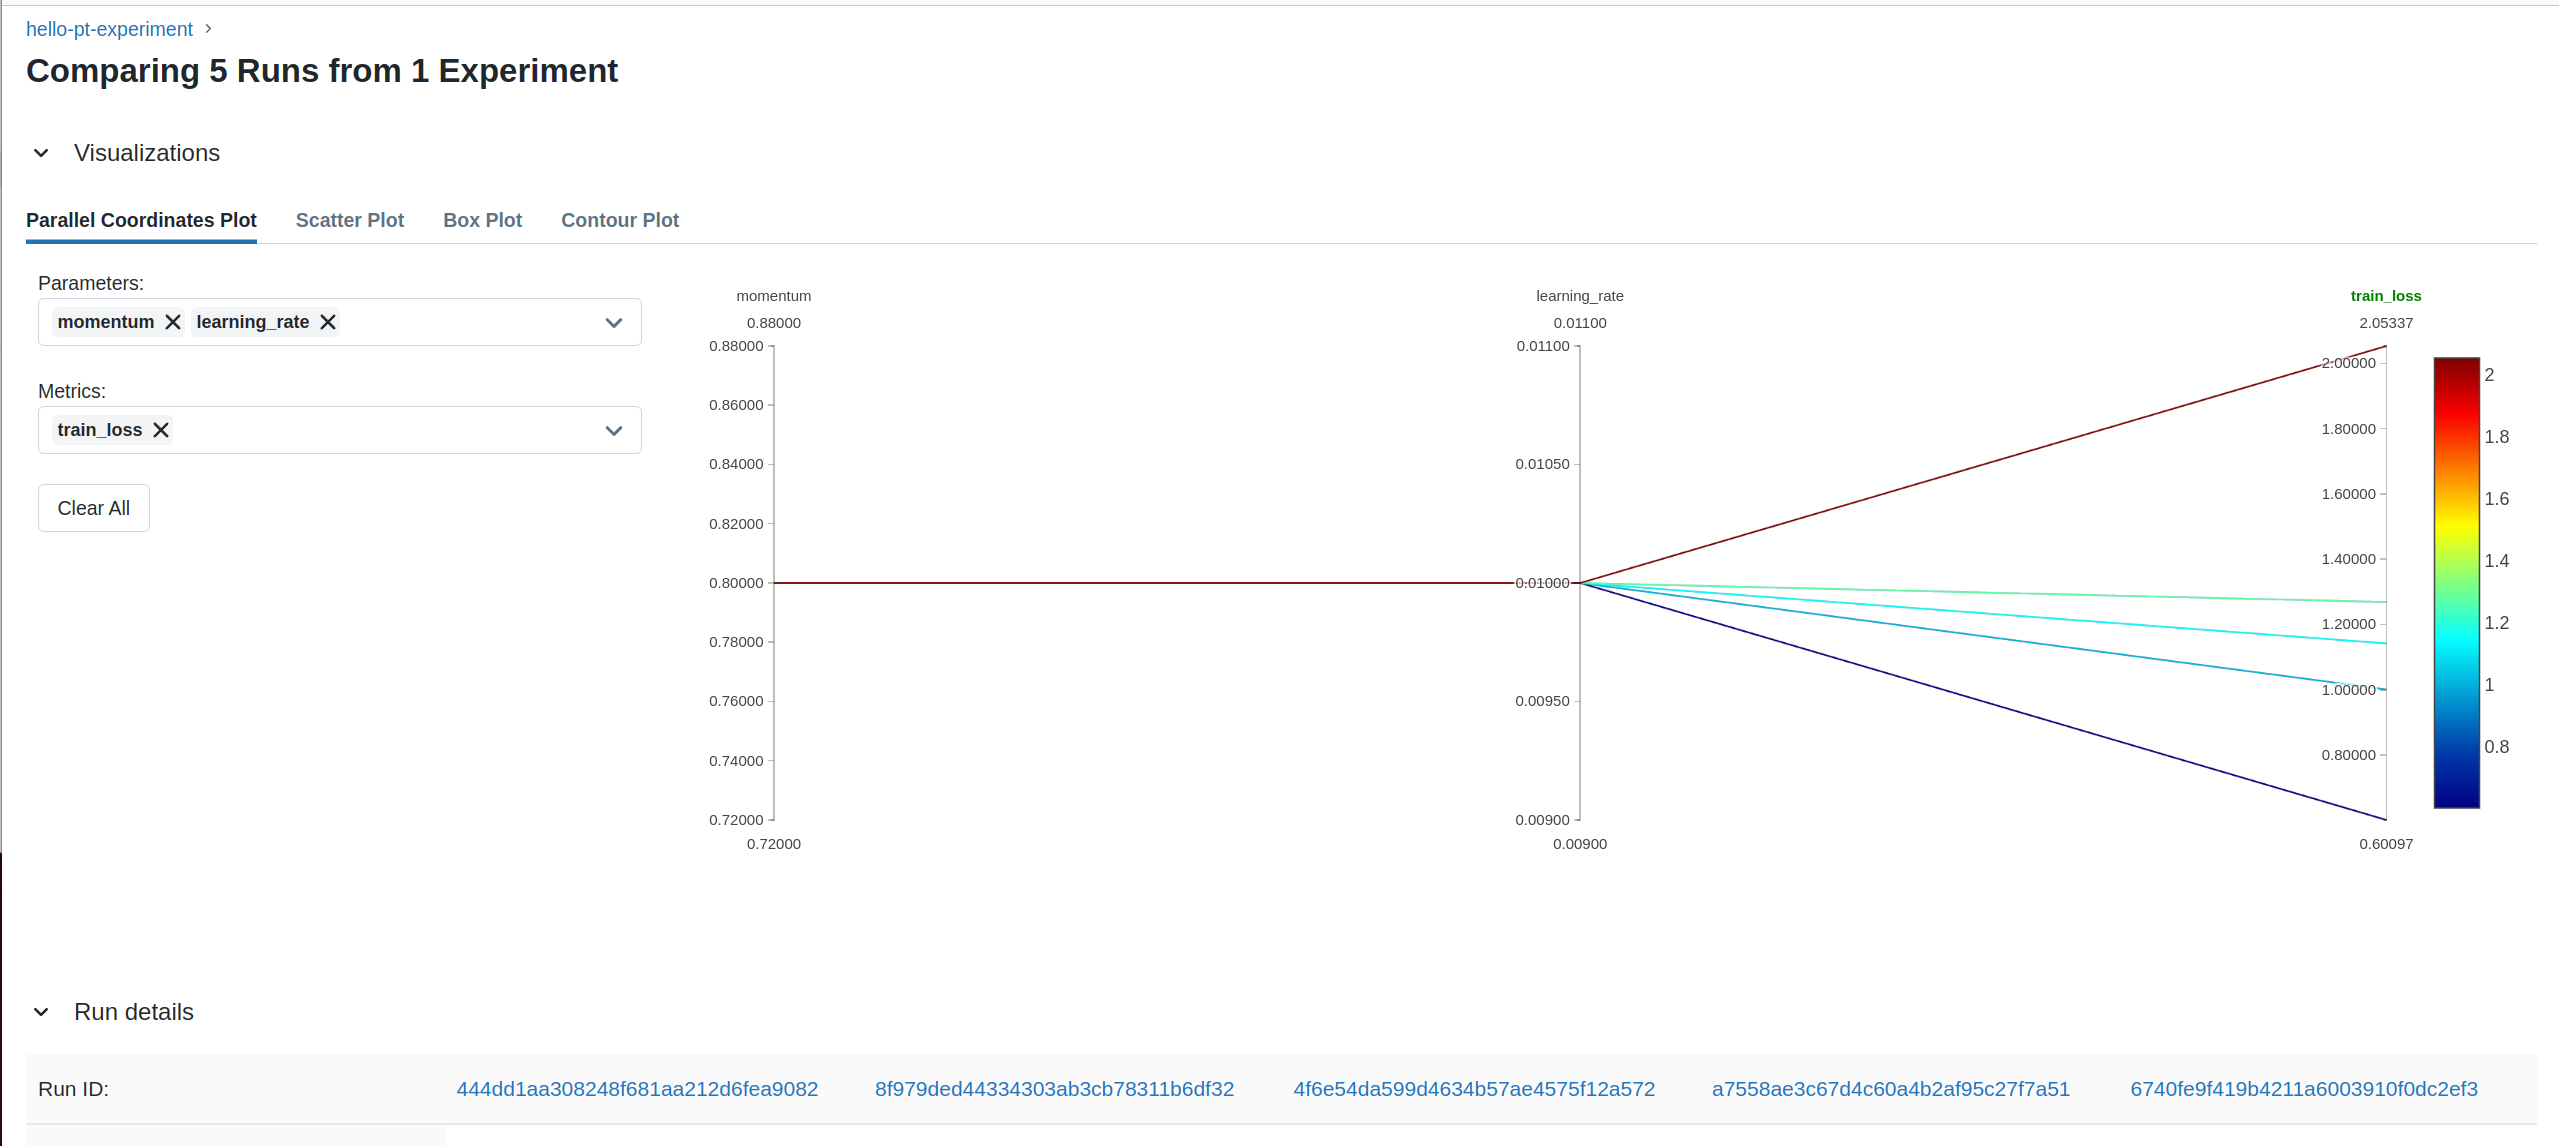 hello-pt-experiment ›
Comparing 5 Runs from 1 Experiment
Visualizations
Parallel Coordinates Plot Scatter Plot Box Plot Contour Plot
Parameters:
momentum learning_rate
Metrics:
train_loss
Clear All
momentum
0.88000
0.88000
0.86000
0.84000
0.82000
0.80000
0.78000
0.76000
0.74000
0.72000
0.72000
learning_rate
0.01100
0.01100
0.01050
0.01000
0.00950
0.00900
0.00900
train_loss
2.05337
2.00000
1.80000
1.60000
1.40000
1.20000
1.00000
0.80000
0.60097
2
1.8
1.6
1.4
1.2
1
0.8
Run details
Run ID: 444dd1aa308248f681aa212d6fea9082 8f979ded44334303ab3cb78311b6df32 4f6e54da599d4634b57ae4575f12a572 a7558ae3c67d4c60a4b2af95c27f7a51 6740fe9f419b4211a6003910f0dc2ef3